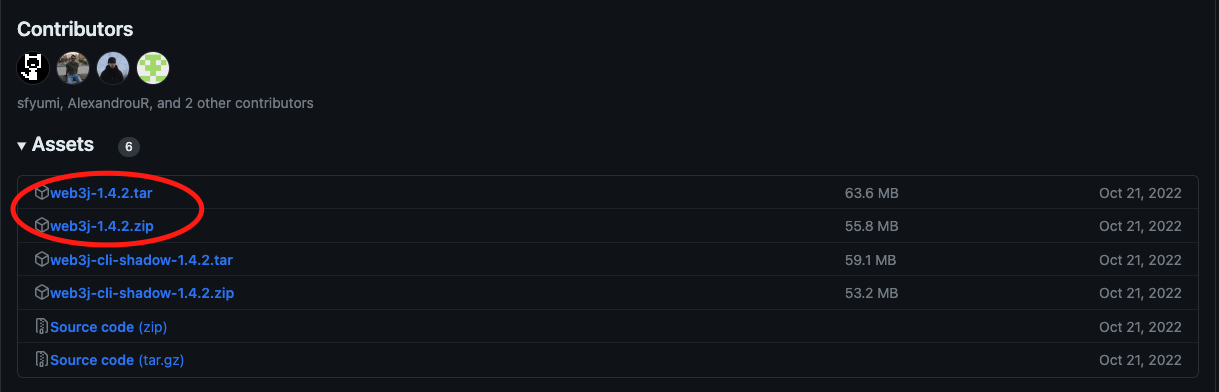 Contributors
sfyumi, AlexandrouR, and 2 other contributors
Assets 6
web3j-1.4.2.tar 63.6 MB Oct 21, 2022
web3j-1.4.2.zip 55.8 MB Oct 21, 2022
web3j-cli-shadow-1.4.2.tar 59.1 MB Oct 21, 2022
web3j-cli-shadow-1.4.2.zip 53.2 MB Oct 21, 2022
Source code (zip) Oct 21, 2022
Source code (tar.gz) Oct 21, 2022